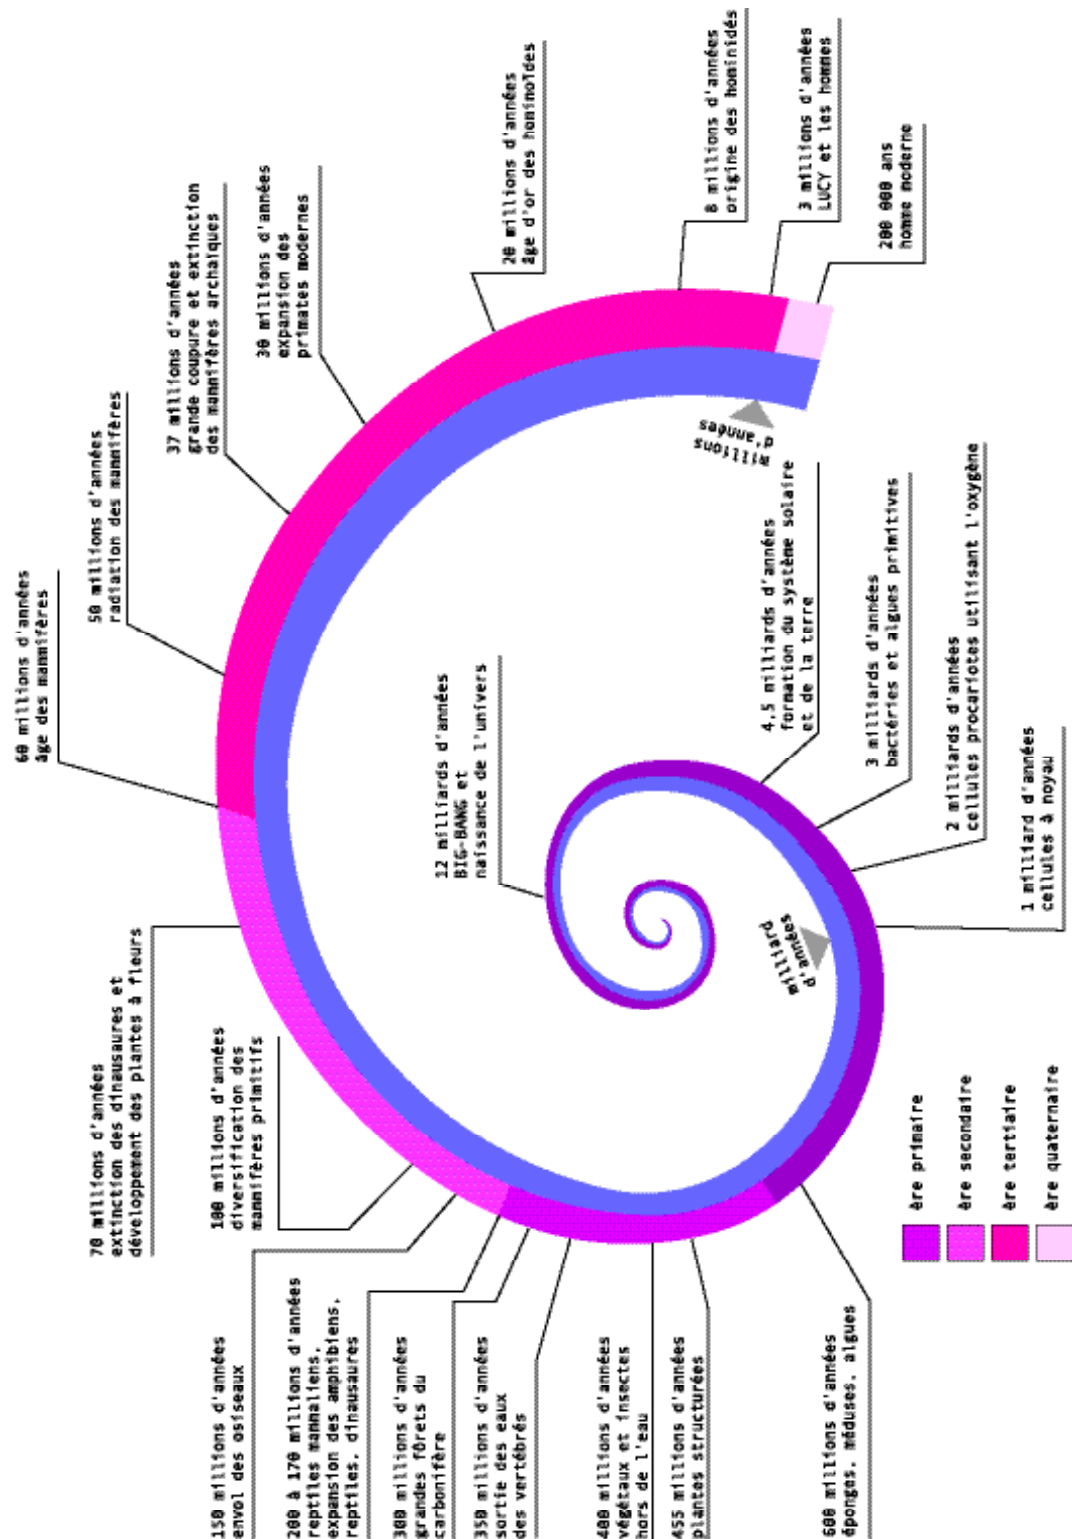 12 milliards d'années
BIG-BANG et
naissance de l'univers
4,5 milliards d'année
formation du système solaire
et de la terre
3 milliards d'années
bactéries et algues primitives
2 milliards d'années
cellules procariotes utilisant l'oxygène
1 milliard d'années
cellules à noyau
600 millions d'années
éponges, méduses, algues
455 millions d'années
plantes structurées
400 millions d'années
végétaux et insectes
hors de l'eau
350 millions d'années
sortie des eaux
des vertébrés
300 millions d'années
grandes fôrets du
carbonifère
200 à 170 millions d'années
reptiles mammaliens,
expansion des amphibiens,
reptiles, dinausaures
150 millions d'années
envol des osiseaux
100 millions d'années
diversification des
mammifères primitifs
70 millions d'années
extinction des dinausaures et
développement des plantes à fleurs
60 millions d'années
âge des mammifères
50 millions d'années
radiation des mammifères
37 millions d'années
grande coupure et extinction
des mammifères archaïques
30 millions d'années
expansion des
primates modernes
20 millions d'années
âge d'or des hominoïdes
8 millions d'années
origine des hominidés
3 millions d'années
LUCY et les hommes
200 000 ans
homme moderne
millions
d'années
milliard
d'années
ère primaire
ère secondaire
ère tertiaire
ère quaternaire